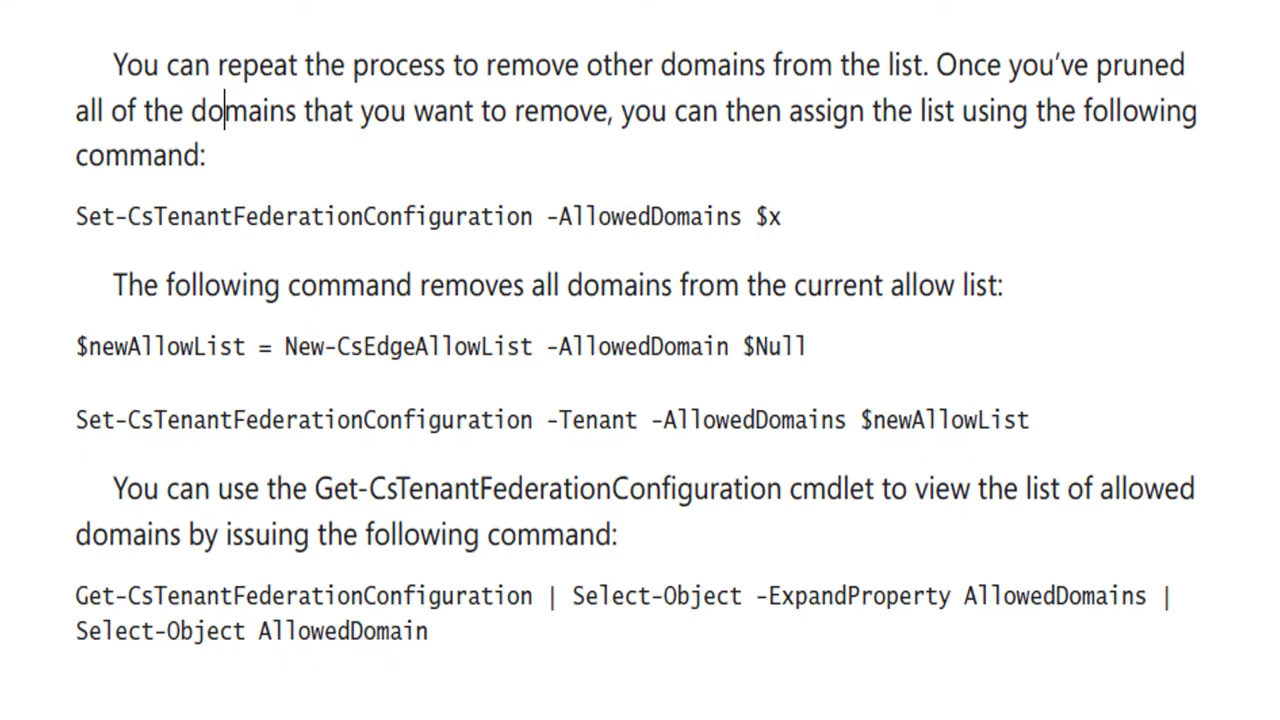 You can repeat the process to remove other domains from the list. Once you’ve pruned
all of the domains that you want to remove, you can then assign the list using the following
command:
Set-CsTenantFederationConfiguration -AllowedDomains $x
The following command removes all domains from the current allow list:
$newAllowList = New-CsEdgeAllowList -AllowedDomain $Null
Set-CsTenantFederationConfiguration -Tenant -AllowedDomains $newAllowList
You can use the Get-CsTenantFederationConfiguration cmdlet to view the list of allowed
domains by issuing the following command:
Get-CsTenantFederationConfiguration | Select-Object -ExpandProperty AllowedDomains |
Select-Object AllowedDomain